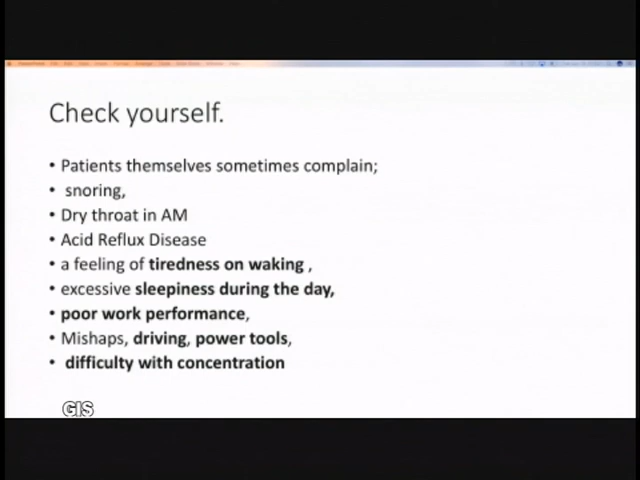 Check yourself.
• Patients themselves sometimes complain;
• snoring,
• Dry throat in AM
• Acid Reflux Disease
• a feeling of tiredness on waking ,
• excessive sleepiness during the day,
• poor work performance,
• Mishaps, driving, power tools,
• difficulty with concentration
GIS